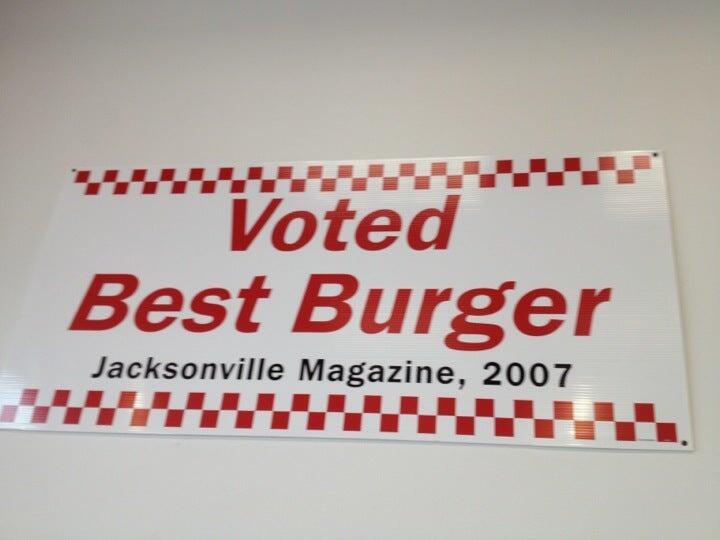 Voted
Best Burger
Jacksonville Magazine, 2007